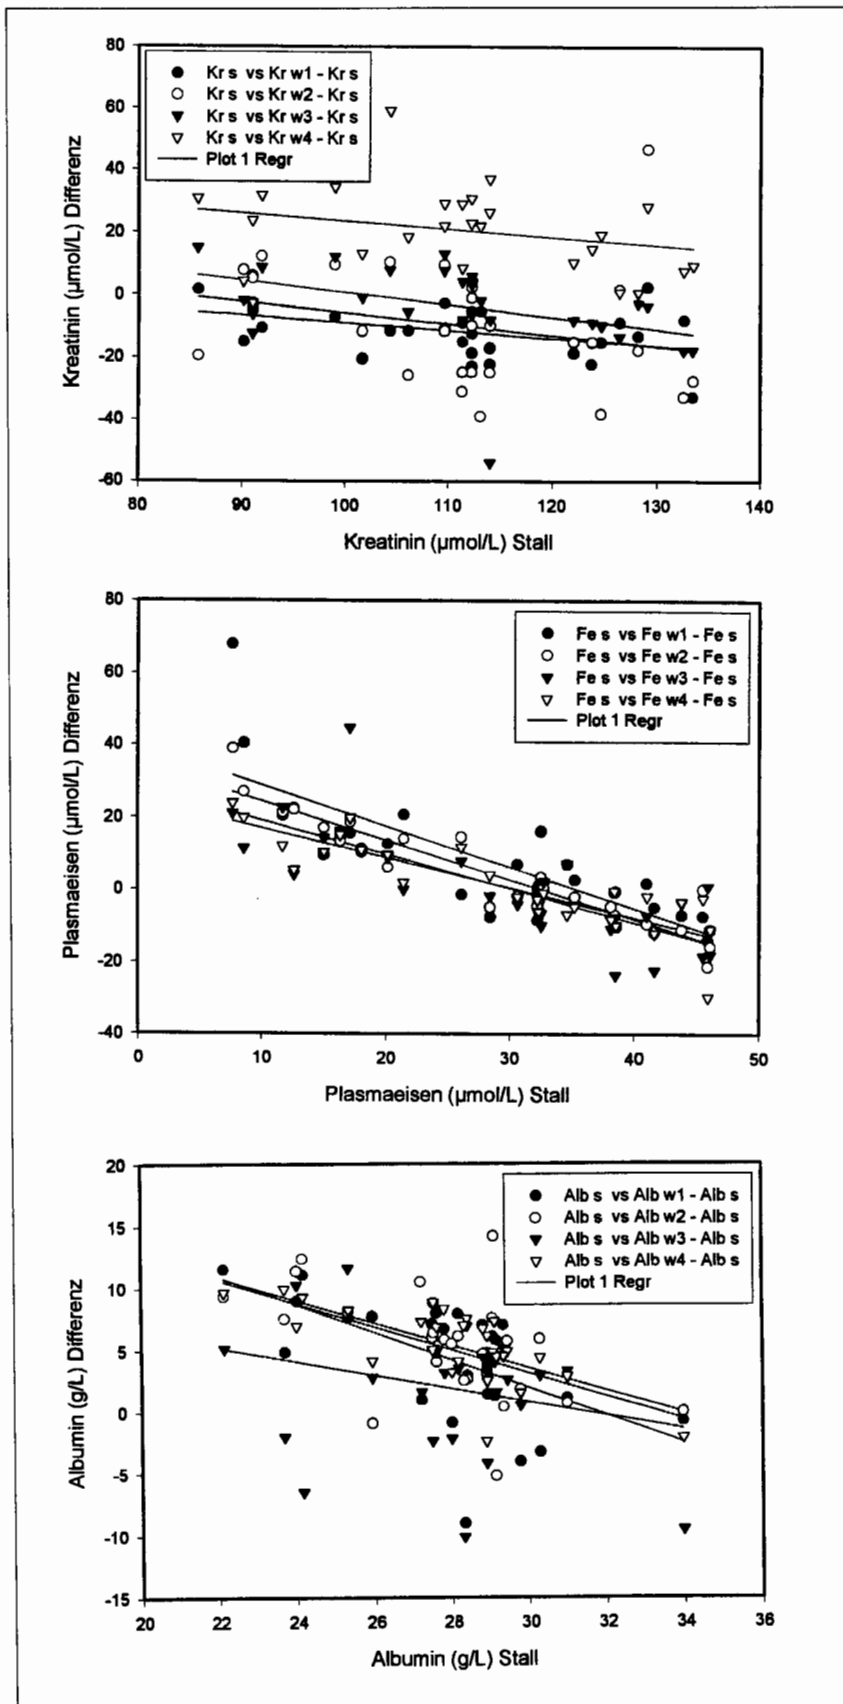 80
60
40
20
0
-20
-40
-60
Kreatinin (µmol/L) Differenz
Kr s vs Kr w1 - Kr s
Kr s vs Kr w2 - Kr s
Kr s vs Kr w3 - Kr s
Kr s vs Kr w4 - Kr s
Plot 1 Regr
80 90 100 110 120 130 140
Kreatinin (µmol/L) Stall
80
60
40
20
0
-20
-40
Plasmaeisen (µmol/L) Differenz
Fe s vs Fe w1 - Fe s
Fe s vs Fe w2 - Fe s
Fe s vs Fe w3 - Fe s
Fe s vs Fe w4 - Fe s
Plot 1 Regr
0 10 20 30 40 50
Plasmaeisen (µmol/L) Stall
20
15
10
5
0
-5
-10
-15
Albumin (g/L) Differenz
Alb s vs Alb w1 - Alb s
Alb s vs Alb w2 - Alb s
Alb s vs Alb w3 - Alb s
Alb s vs Alb w4 - Alb s
Plot 1 Regr
20 22 24 26 28 30 32 34 36
Albumin (g/L) Stall